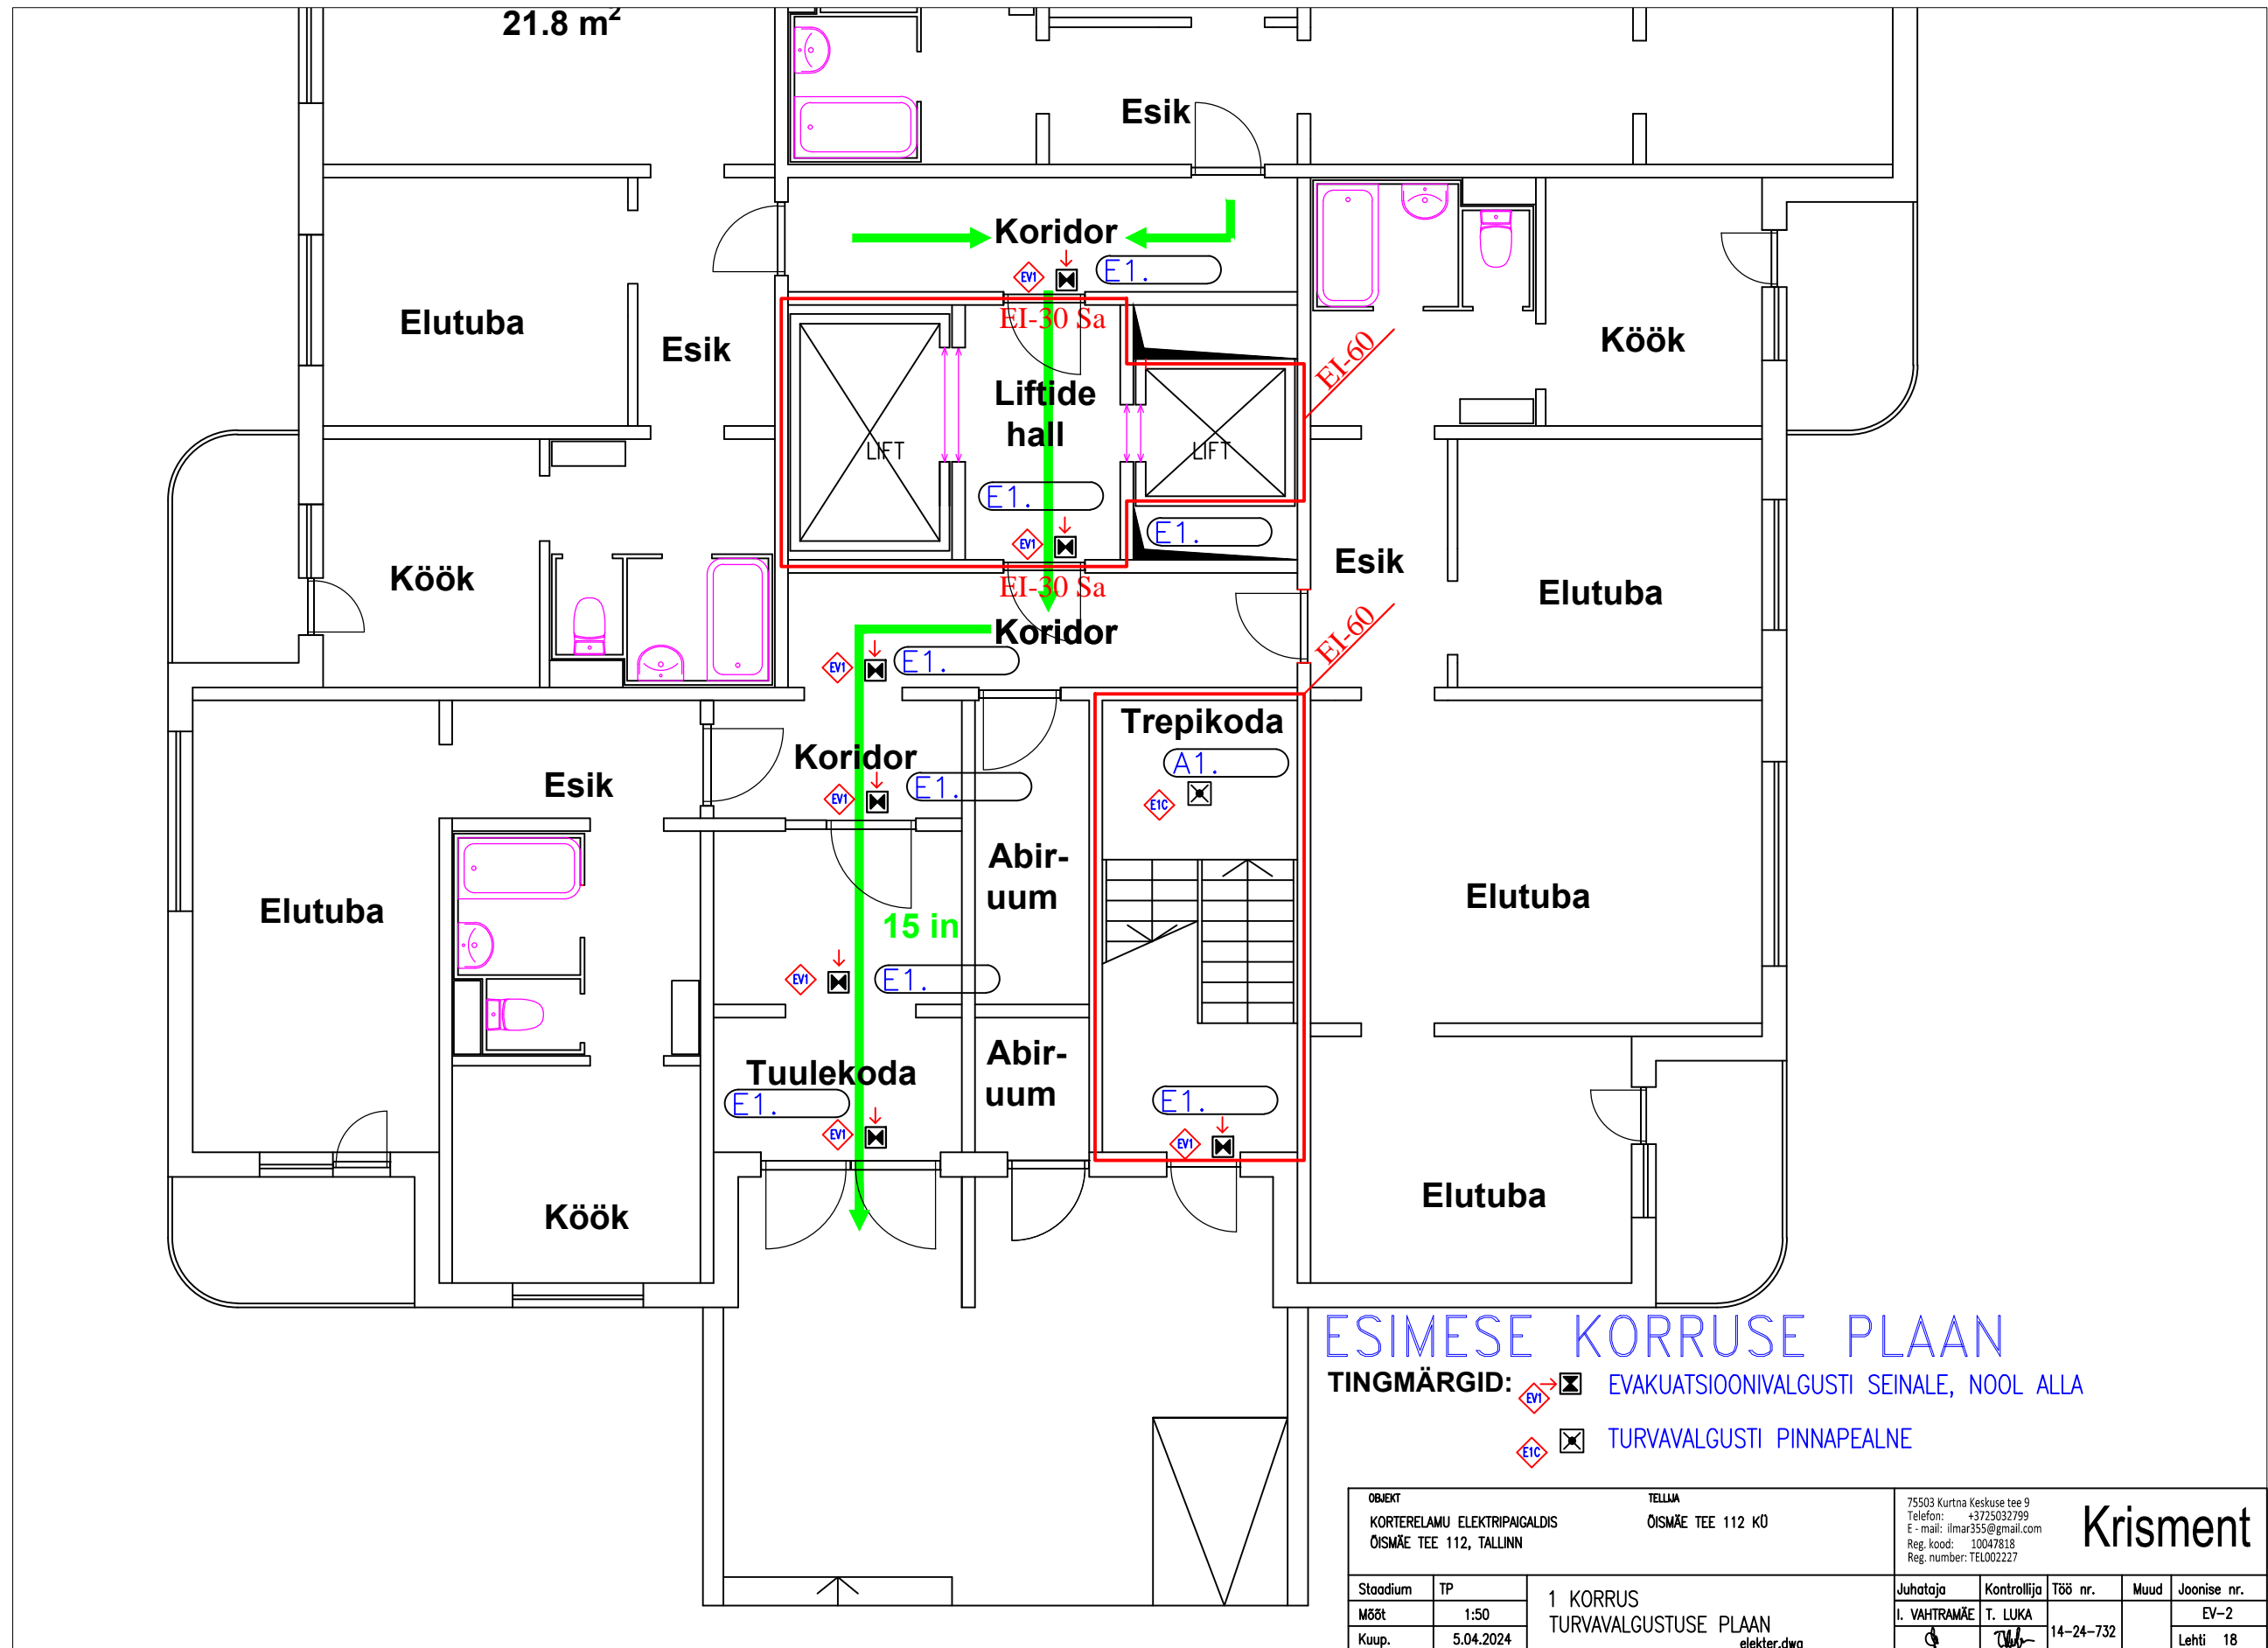 21.8 m²
Esik
Koridor
EV1
E1.
EI-30 Sa
Elutuba
Esik
Köök
EI-60
Liftide
hall
LIFT
LIFT
E1.
EV1
E1.
EI-30 Sa
Köök
Esik
Elutuba
Koridor
EI-60
EV1
E1.
Trepikoda
A1.
E1C
Koridor
EV1
E1.
Esik
Elutuba
Abir-
uum
Elutuba
15 in
EV1
E1.
Tuulekoda
E1.
EV1
Abir-
uum
E1.
EV1
Köök
Elutuba
ESIMESE KORRUSE PLAAN
TINGMÄRGID:
EV1
EVAKUATSIOONIVALGUSTI SEINALE, NOOL ALLA
E1C
TURVAVALGUSTI PINNAPEALNE
OBJEKT
KORTERELAMU ELEKTRIPAIGALDIS
ÕISMÄE TEE 112, TALLINN
TELLIJA
ÕISMÄE TEE 112 KÜ
75503 Kurtna Keskuse tee 9
Telefon: +3725032799
E - mail: ilmar355@gmail.com
Reg. kood: 10047818
Reg. number: TEL002227
Krisment
Staadium TP
Mõõt 1:50
Kuup. 5.04.2024
1 KORRUS
TURVAVALGUSTUSE PLAAN
elekter.dwg
Juhataja Kontrollija Töö nr. Muud Joonise nr.
I. VAHTRAMÄE T. LUKA 14-24-732 EV-2
Lehti 18